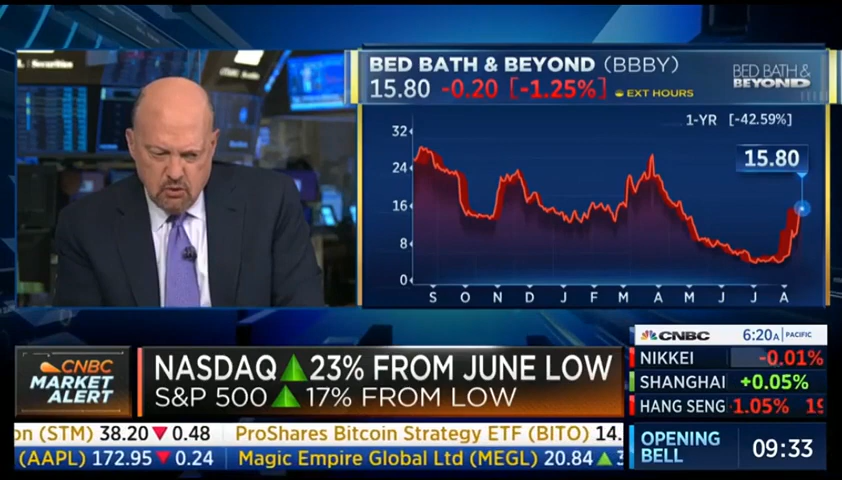 BED BATH & BEYOND (BBBY)
15.80 -0.20 [-1.25%] EXT HOURS
BED BATH &
BEYOND
1-YR [-42.59%]
15.80
32
24
16
8
0
S O N D J F M A M J J A
CNBC
MARKET
ALERT
NASDAQ ▲ 23% FROM JUNE LOW
S&P 500 ▲ 17% FROM LOW
CNBC 6:20A PACIFIC
NIKKEI -0.01%
SHANGHAI +0.05%
HANG SENG -1.05% 19
on (STM) 38.20 ▼ 0.48 ProShares Bitcoin Strategy ETF (BITO) 14.
(AAPL) 172.95 ▼ 0.24 Magic Empire Global Ltd (MEGL) 20.84 ▲
OPENING
BELL
09:33